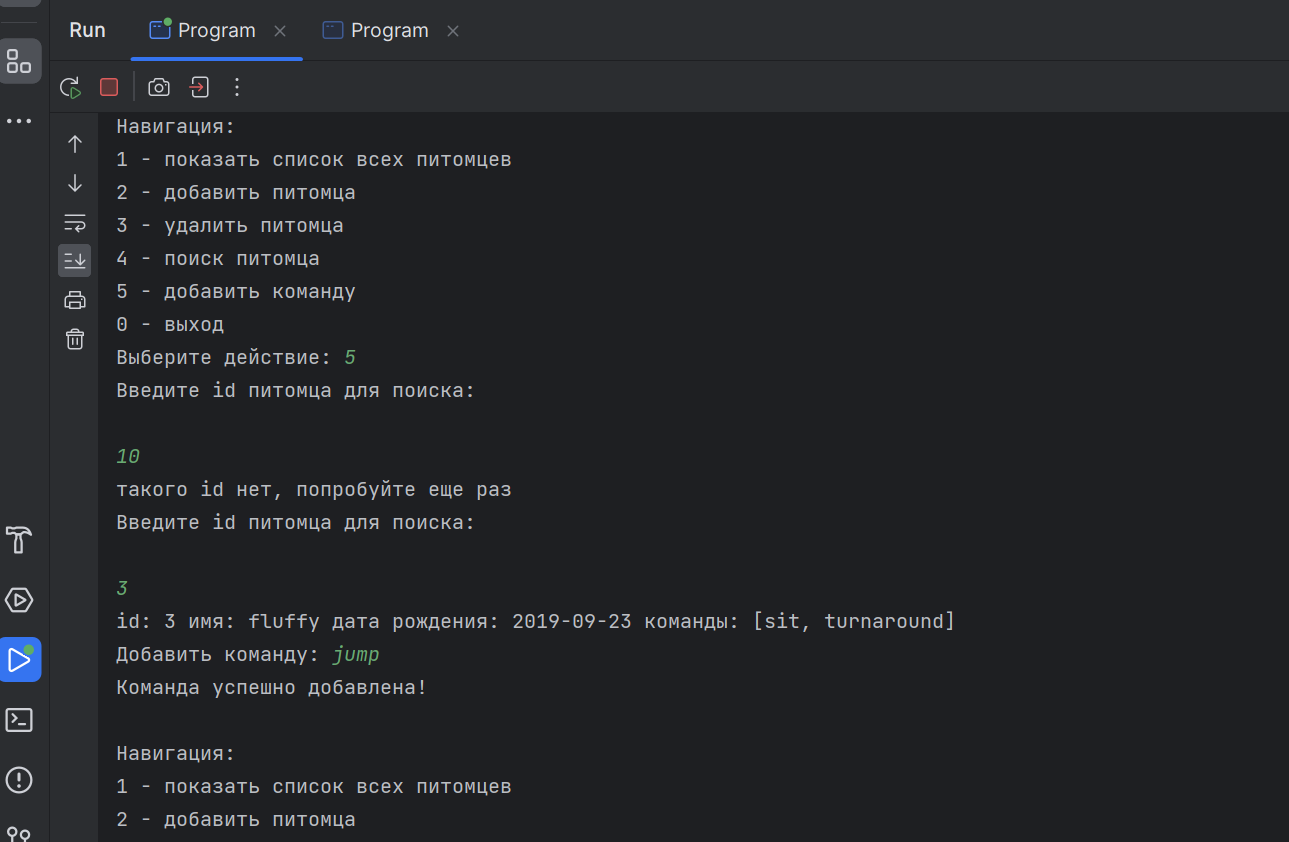 Run Program Program
Навигация:
1 - показать список всех питомцев
2 - добавить питомца
3 - удалить питомца
4 - поиск питомца
5 - добавить команду
0 - выход
Выберите действие: 5
Введите id питомца для поиска:
10
такого id нет, попробуйте еще раз
Введите id питомца для поиска:
3
id: 3 имя: fluffy дата рождения: 2019-09-23 команды: [sit, turnaround]
Добавить команду: jump
Команда успешно добавлена!
Навигация:
1 - показать список всех питомцев
2 - добавить питомца